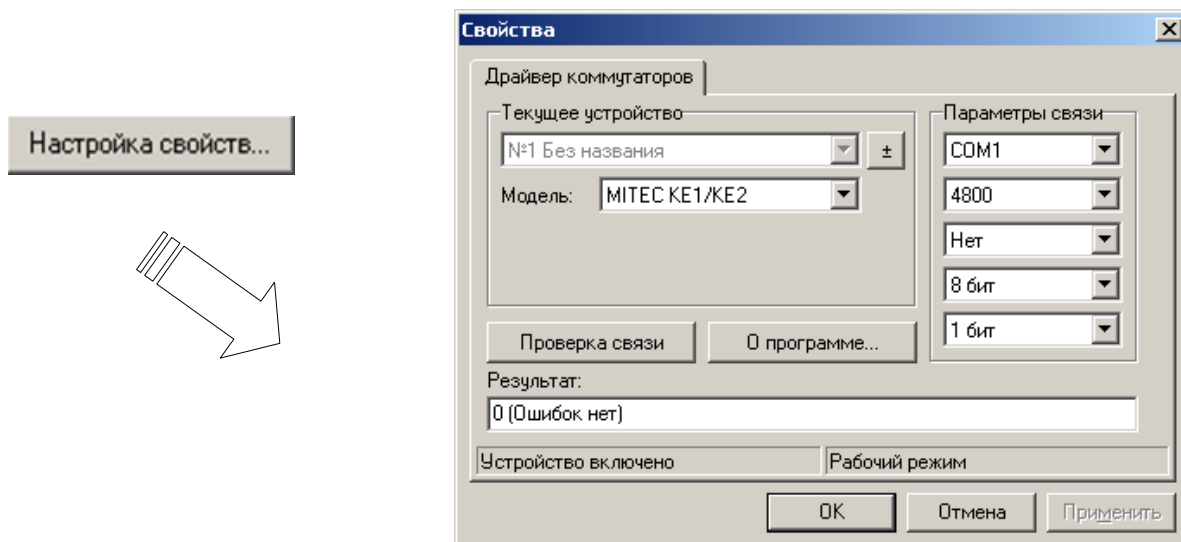 Настройка свойств...
Свойства
Драйвер коммутаторов
Текущее устройство
№1 Без названия
±
Модель: MITEC KE1/KE2
Параметры связи
COM1
4800
Нет
8 бит
1 бит
Проверка связи
О программе...
Результат:
0 (Ошибок нет)
Устройство включено
Рабочий режим
OK
Отмена
Применить